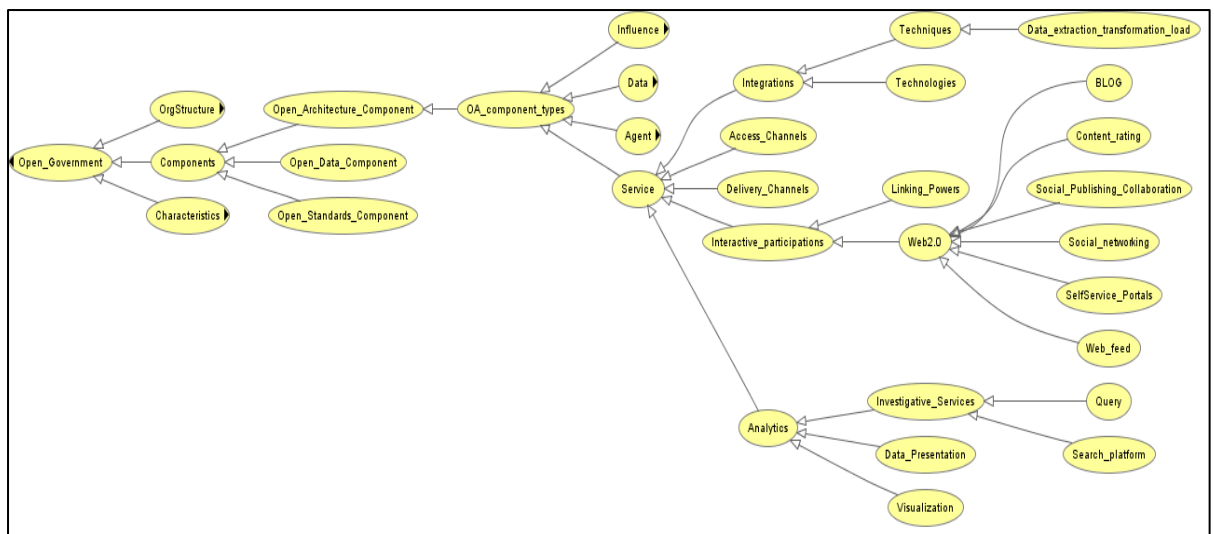 Influence
Techniques
Data_extraction_transformation_load
Data
Integrations
Technologies
BLOG
OrgStructure
Open_Architecture_Component
OA_component_types
Agent
Access_Channels
Content_rating
Open_Government
Components
Open_Data_Component
Service
Delivery_Channels
Linking_Powers
Social_Publishing_Collaboration
Characteristics
Open_Standards_Component
Interactive_participations
Web2.0
Social_networking
SelfService_Portals
Web_feed
Investigative_Services
Query
Analytics
Data_Presentation
Search_platform
Visualization